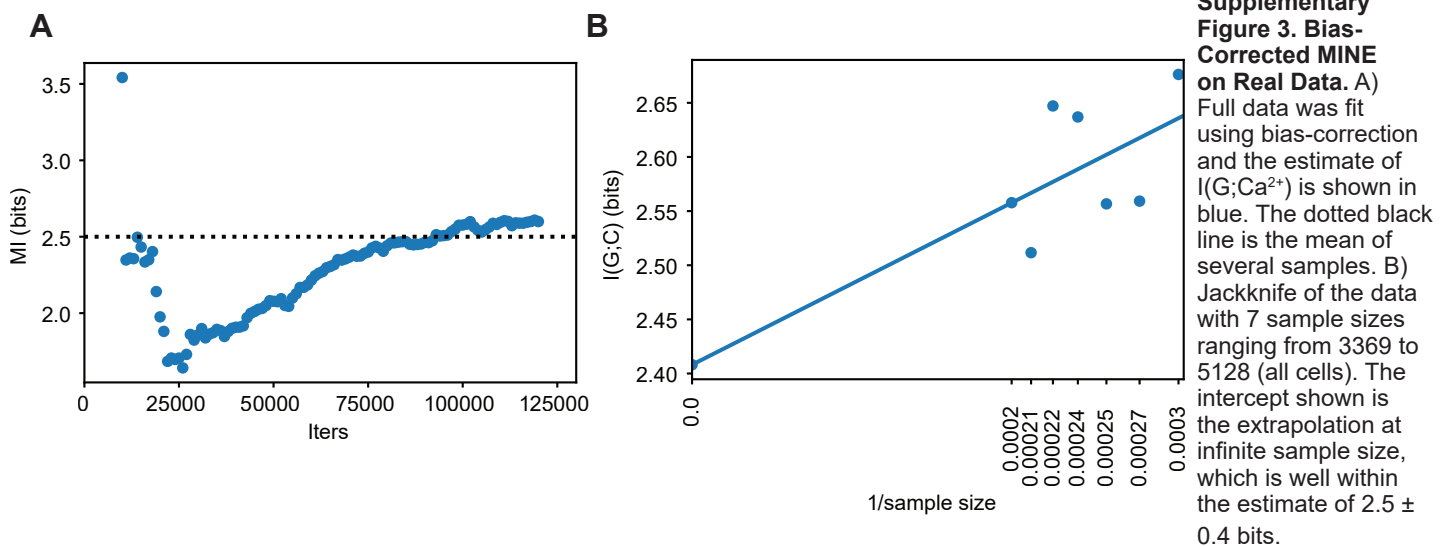 A
3.5
3.0
2.5
2.0
MI (bits)
0
25000
50000
75000
100000
125000
Iters
B
2.65
2.60
2.55
2.50
2.45
2.40
I(G;C) (bits)
0.0
0.0002
0.00021
0.00022
0.00024
0.00025
0.00027
0.0003
1/sample size
Supplementary
Figure 3. Bias-
Corrected MINE
on Real Data. A)
Full data was fit
using bias-correction
and the estimate of
I(G;Ca²⁺) is shown in
blue. The dotted black
line is the mean of
several samples. B)
Jackknife of the data
with 7 sample sizes
ranging from 3369 to
5128 (all cells). The
intercept shown is
the extrapolation at
infinite sample size,
which is well within
the estimate of 2.5 ±
0.4 bits.